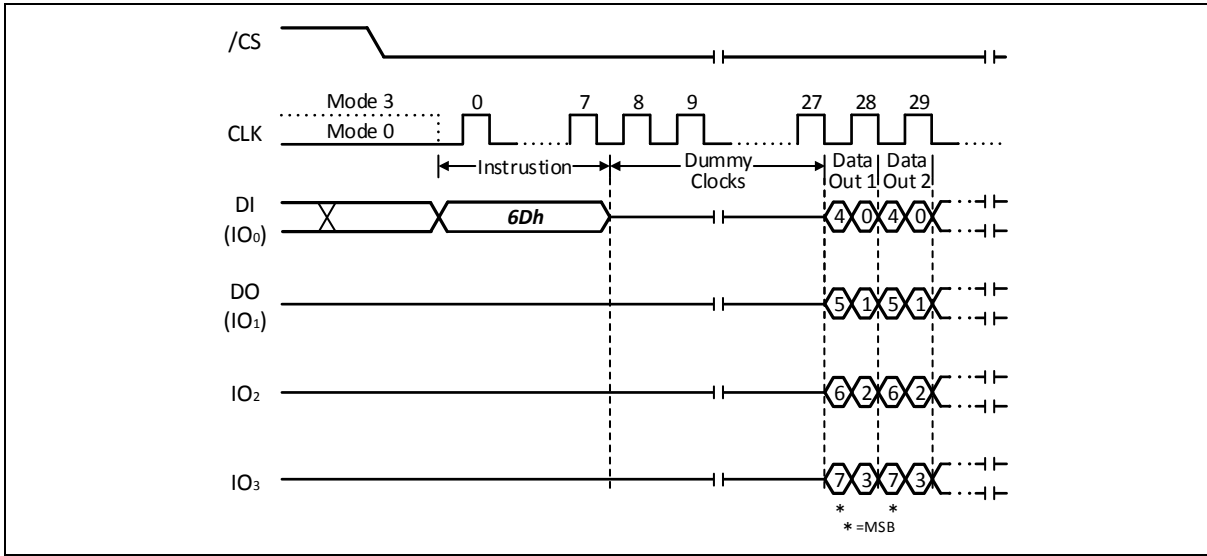 /CS
Mode 3
0 7 8 9 27 28 29
CLK
Mode 0
Instrustion
Dummy
Clocks
Data
Out 1
Data
Out 2
DI
(IO₀)
6Dh
4 0 4 0
DO
(IO₁)
5 1 5 1
IO₂
6 2 6 2
IO₃
7 3 7 3
* *
* =MSB